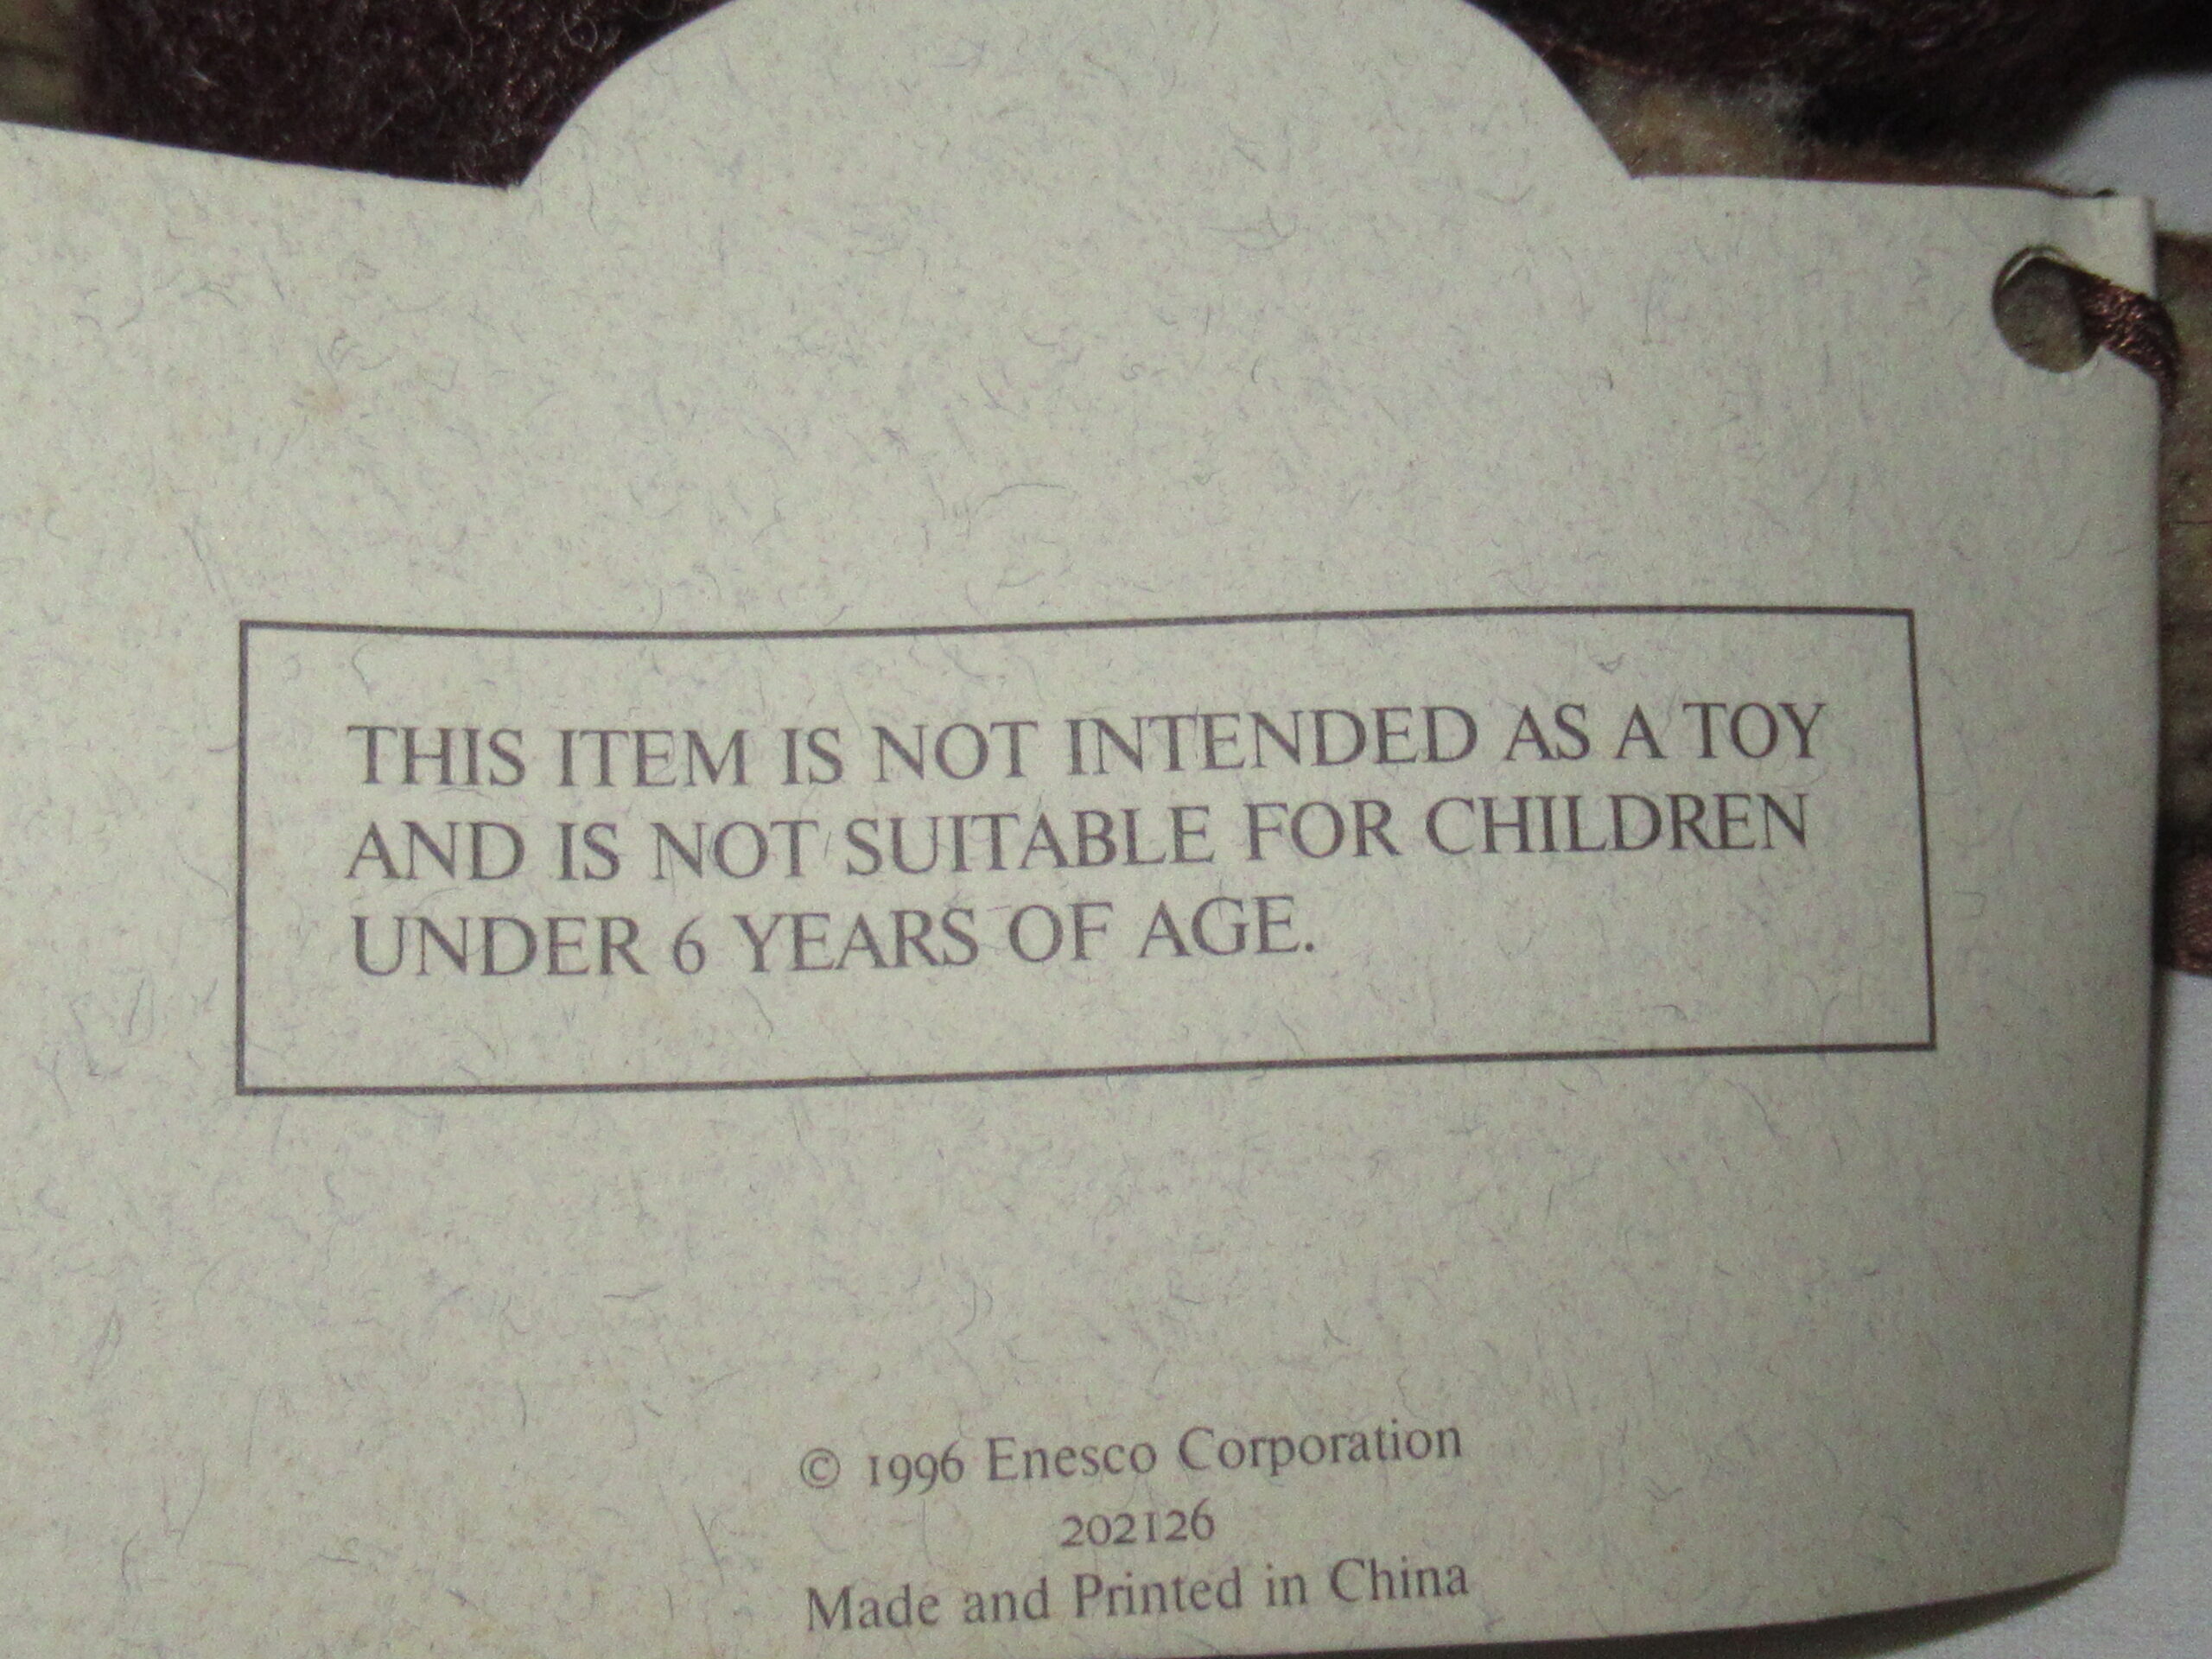 THIS ITEM IS NOT INTENDED AS A TOY
AND IS NOT SUITABLE FOR CHILDREN
UNDER 6 YEARS OF AGE.
© 1996 Enesco Corporation
202126
Made and Printed in China